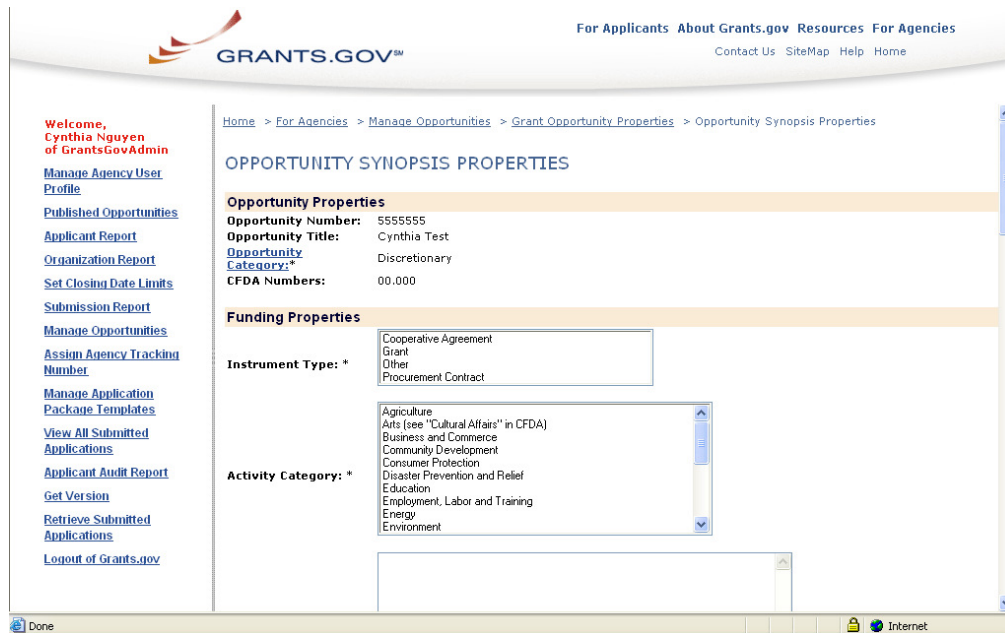 For Applicants About Grants.gov Resources For Agencies
GRANTS.GOV℠
Contact Us SiteMap Help Home
Welcome,
Cynthia Nguyen
of GrantsGovAdmin
Manage Agency User
Profile
Published Opportunities
Applicant Report
Organization Report
Set Closing Date Limits
Submission Report
Manage Opportunities
Assign Agency Tracking
Number
Manage Application
Package Templates
View All Submitted
Applications
Applicant Audit Report
Get Version
Retrieve Submitted
Applications
Logout of Grants.gov
Home > For Agencies > Manage Opportunities > Grant Opportunity Properties > Opportunity Synopsis Properties
OPPORTUNITY SYNOPSIS PROPERTIES
Opportunity Properties
Opportunity Number: 5555555
Opportunity Title: Cynthia Test
Opportunity
Category:* Discretionary
CFDA Numbers: 00.000
Funding Properties
Instrument Type: *
Cooperative Agreement
Grant
Other
Procurement Contract
Activity Category: *
Agriculture
Arts (see "Cultural Affairs" in CFDA)
Business and Commerce
Community Development
Consumer Protection
Disaster Prevention and Relief
Education
Employment, Labor and Training
Energy
Environment
Done
Internet